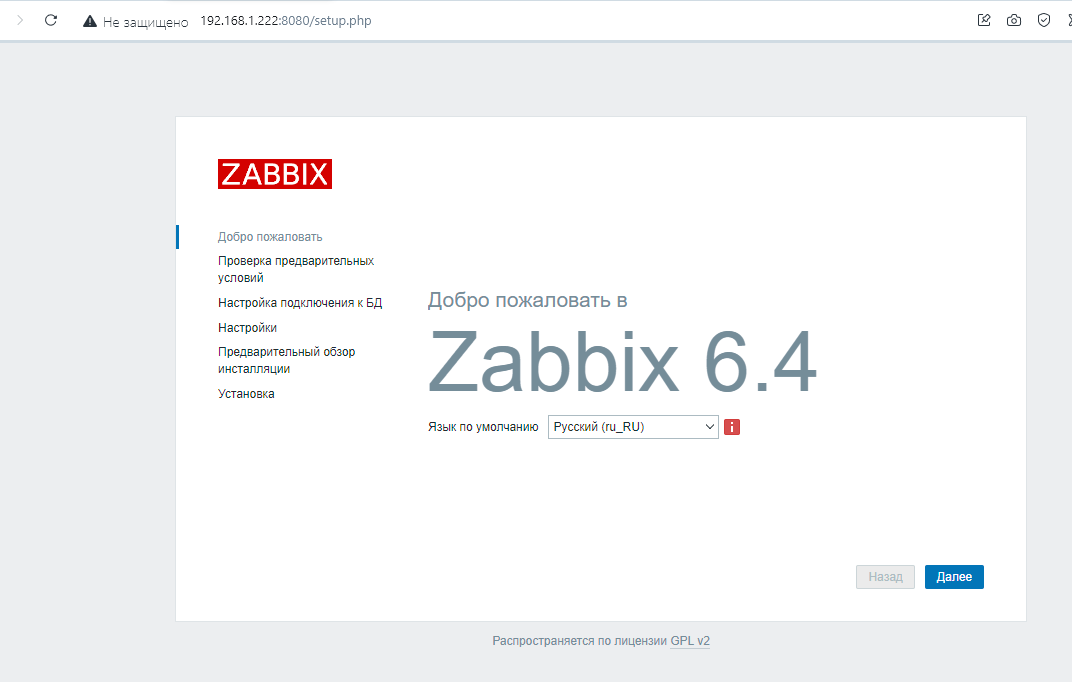 Не защищено 192.168.1.222:8080/setup.php
ZABBIX
Добро пожаловать
Проверка предварительных
условий
Настройка подключения к БД
Настройки
Предварительный обзор
инсталляции
Установка
Добро пожаловать в
Zabbix 6.4
Язык по умолчанию Русский (ru_RU) i
Назад Далее
Распространяется по лицензии GPL v2